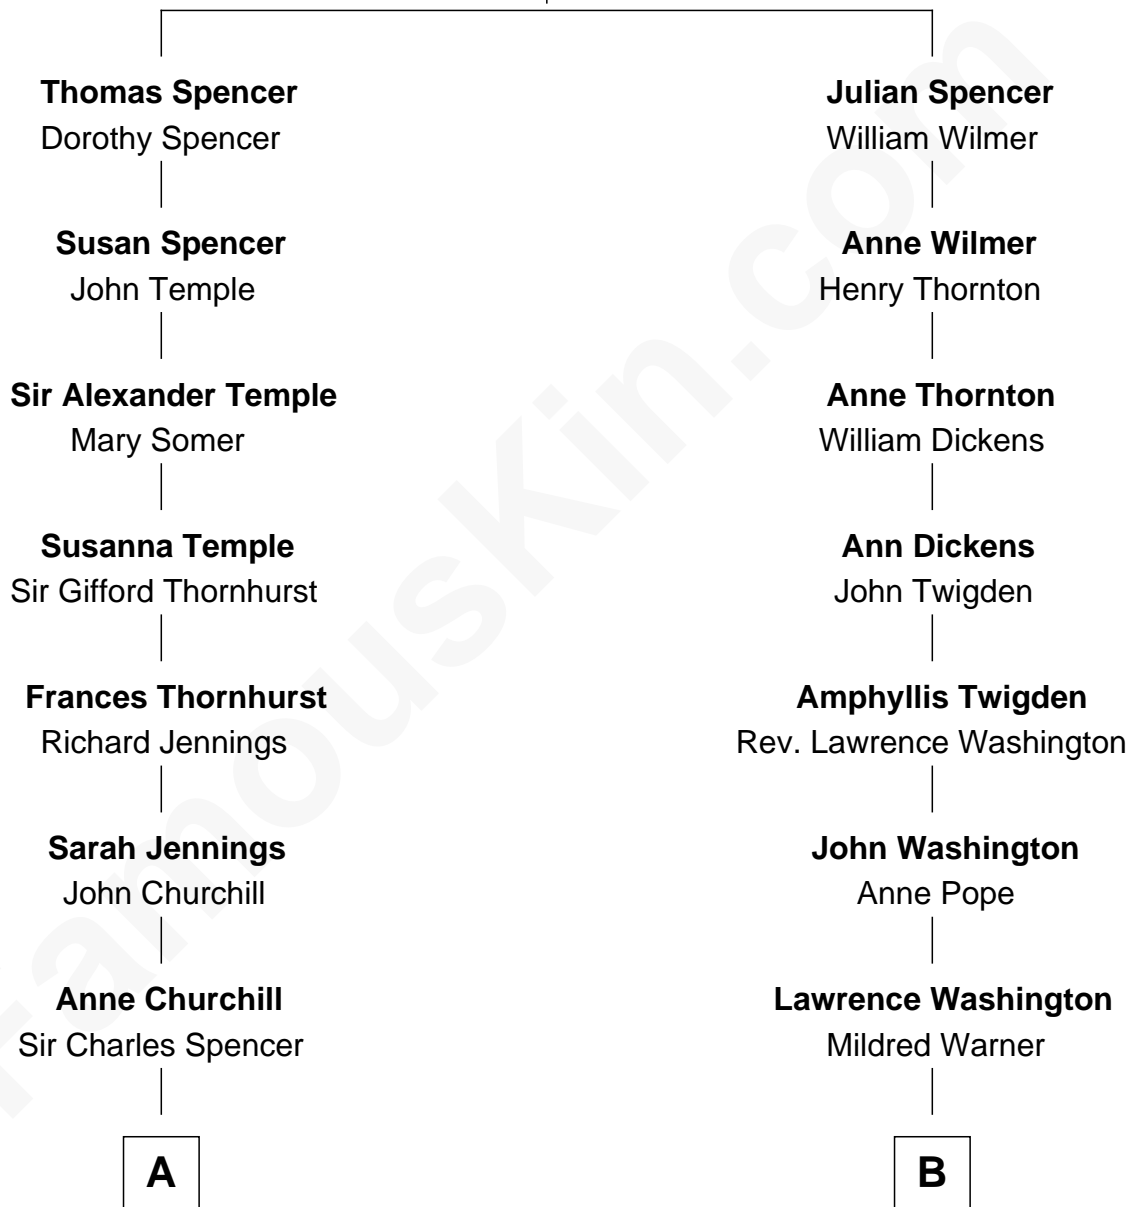 Thomas Spencer
Dorothy Spencer
Susan Spencer
John Temple
Sir Alexander Temple
Mary Somer
Susanna Temple
Sir Gifford Thornhurst
Frances Thornhurst
Richard Jennings
Sarah Jennings
John Churchill
Anne Churchill
Sir Charles Spencer
A
Julian Spencer
William Wilmer
Anne Wilmer
Henry Thornton
Anne Thornton
William Dickens
Ann Dickens
John Twigden
Amphyllis Twigden
Rev. Lawrence Washington
John Washington
Anne Pope
Lawrence Washington
Mildred Warner
B
FamousKin.com